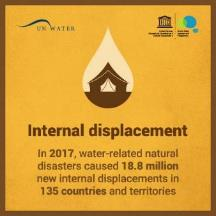 UN WATER
Internal displacement
In 2017, water-related natural
disasters caused 18.8 million
new internal displacements in
135 countries and territories